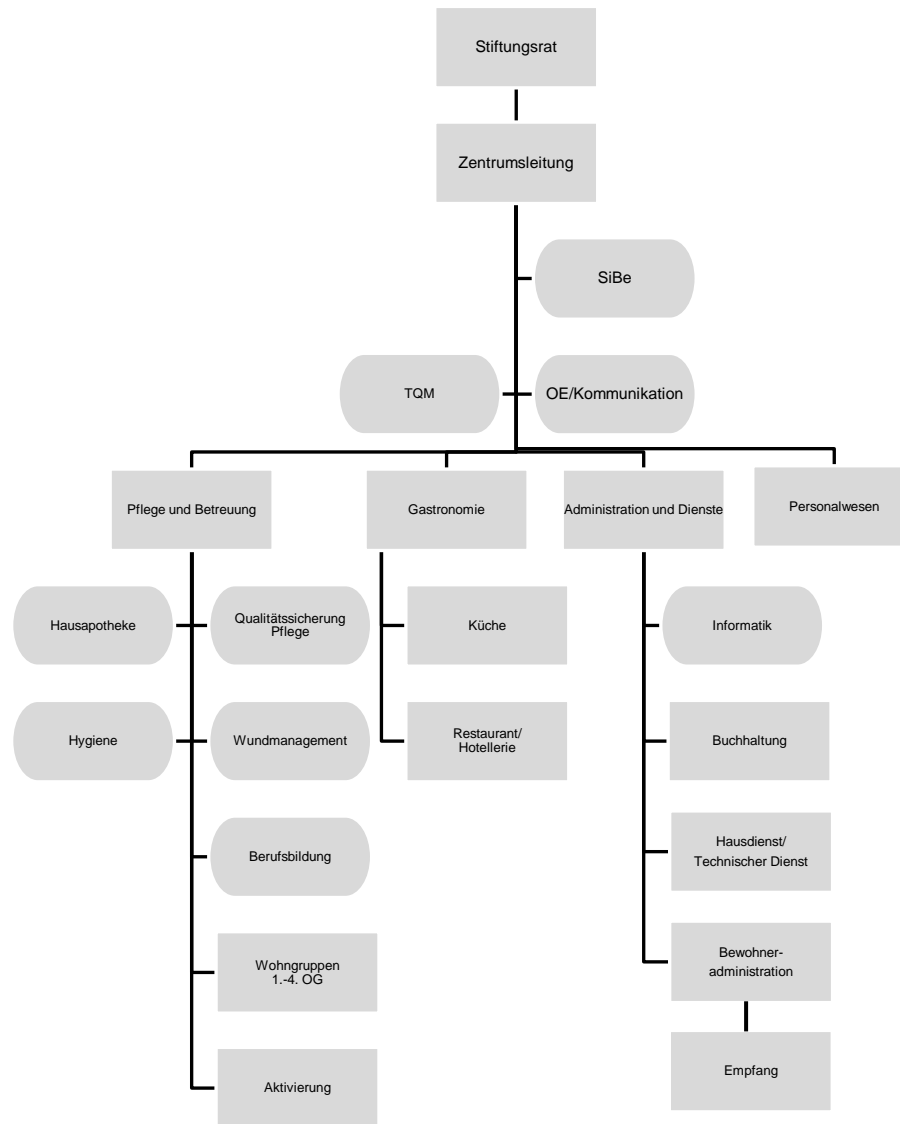 Stiftungsrat
Zentrumsleitung
SiBe
TQM
OE/Kommunikation
Pflege und Betreuung
Gastronomie
Administration und Dienste
Personalwesen
Hausapotheke
Qualitätssicherung
Pflege
Küche
Informatik
Hygiene
Wundmanagement
Restaurant/
Hotellerie
Buchhaltung
Berufsbildung
Hausdienst/
Technischer Dienst
Wohngruppen
1.-4. OG
Bewohner-
administration
Aktivierung
Empfang